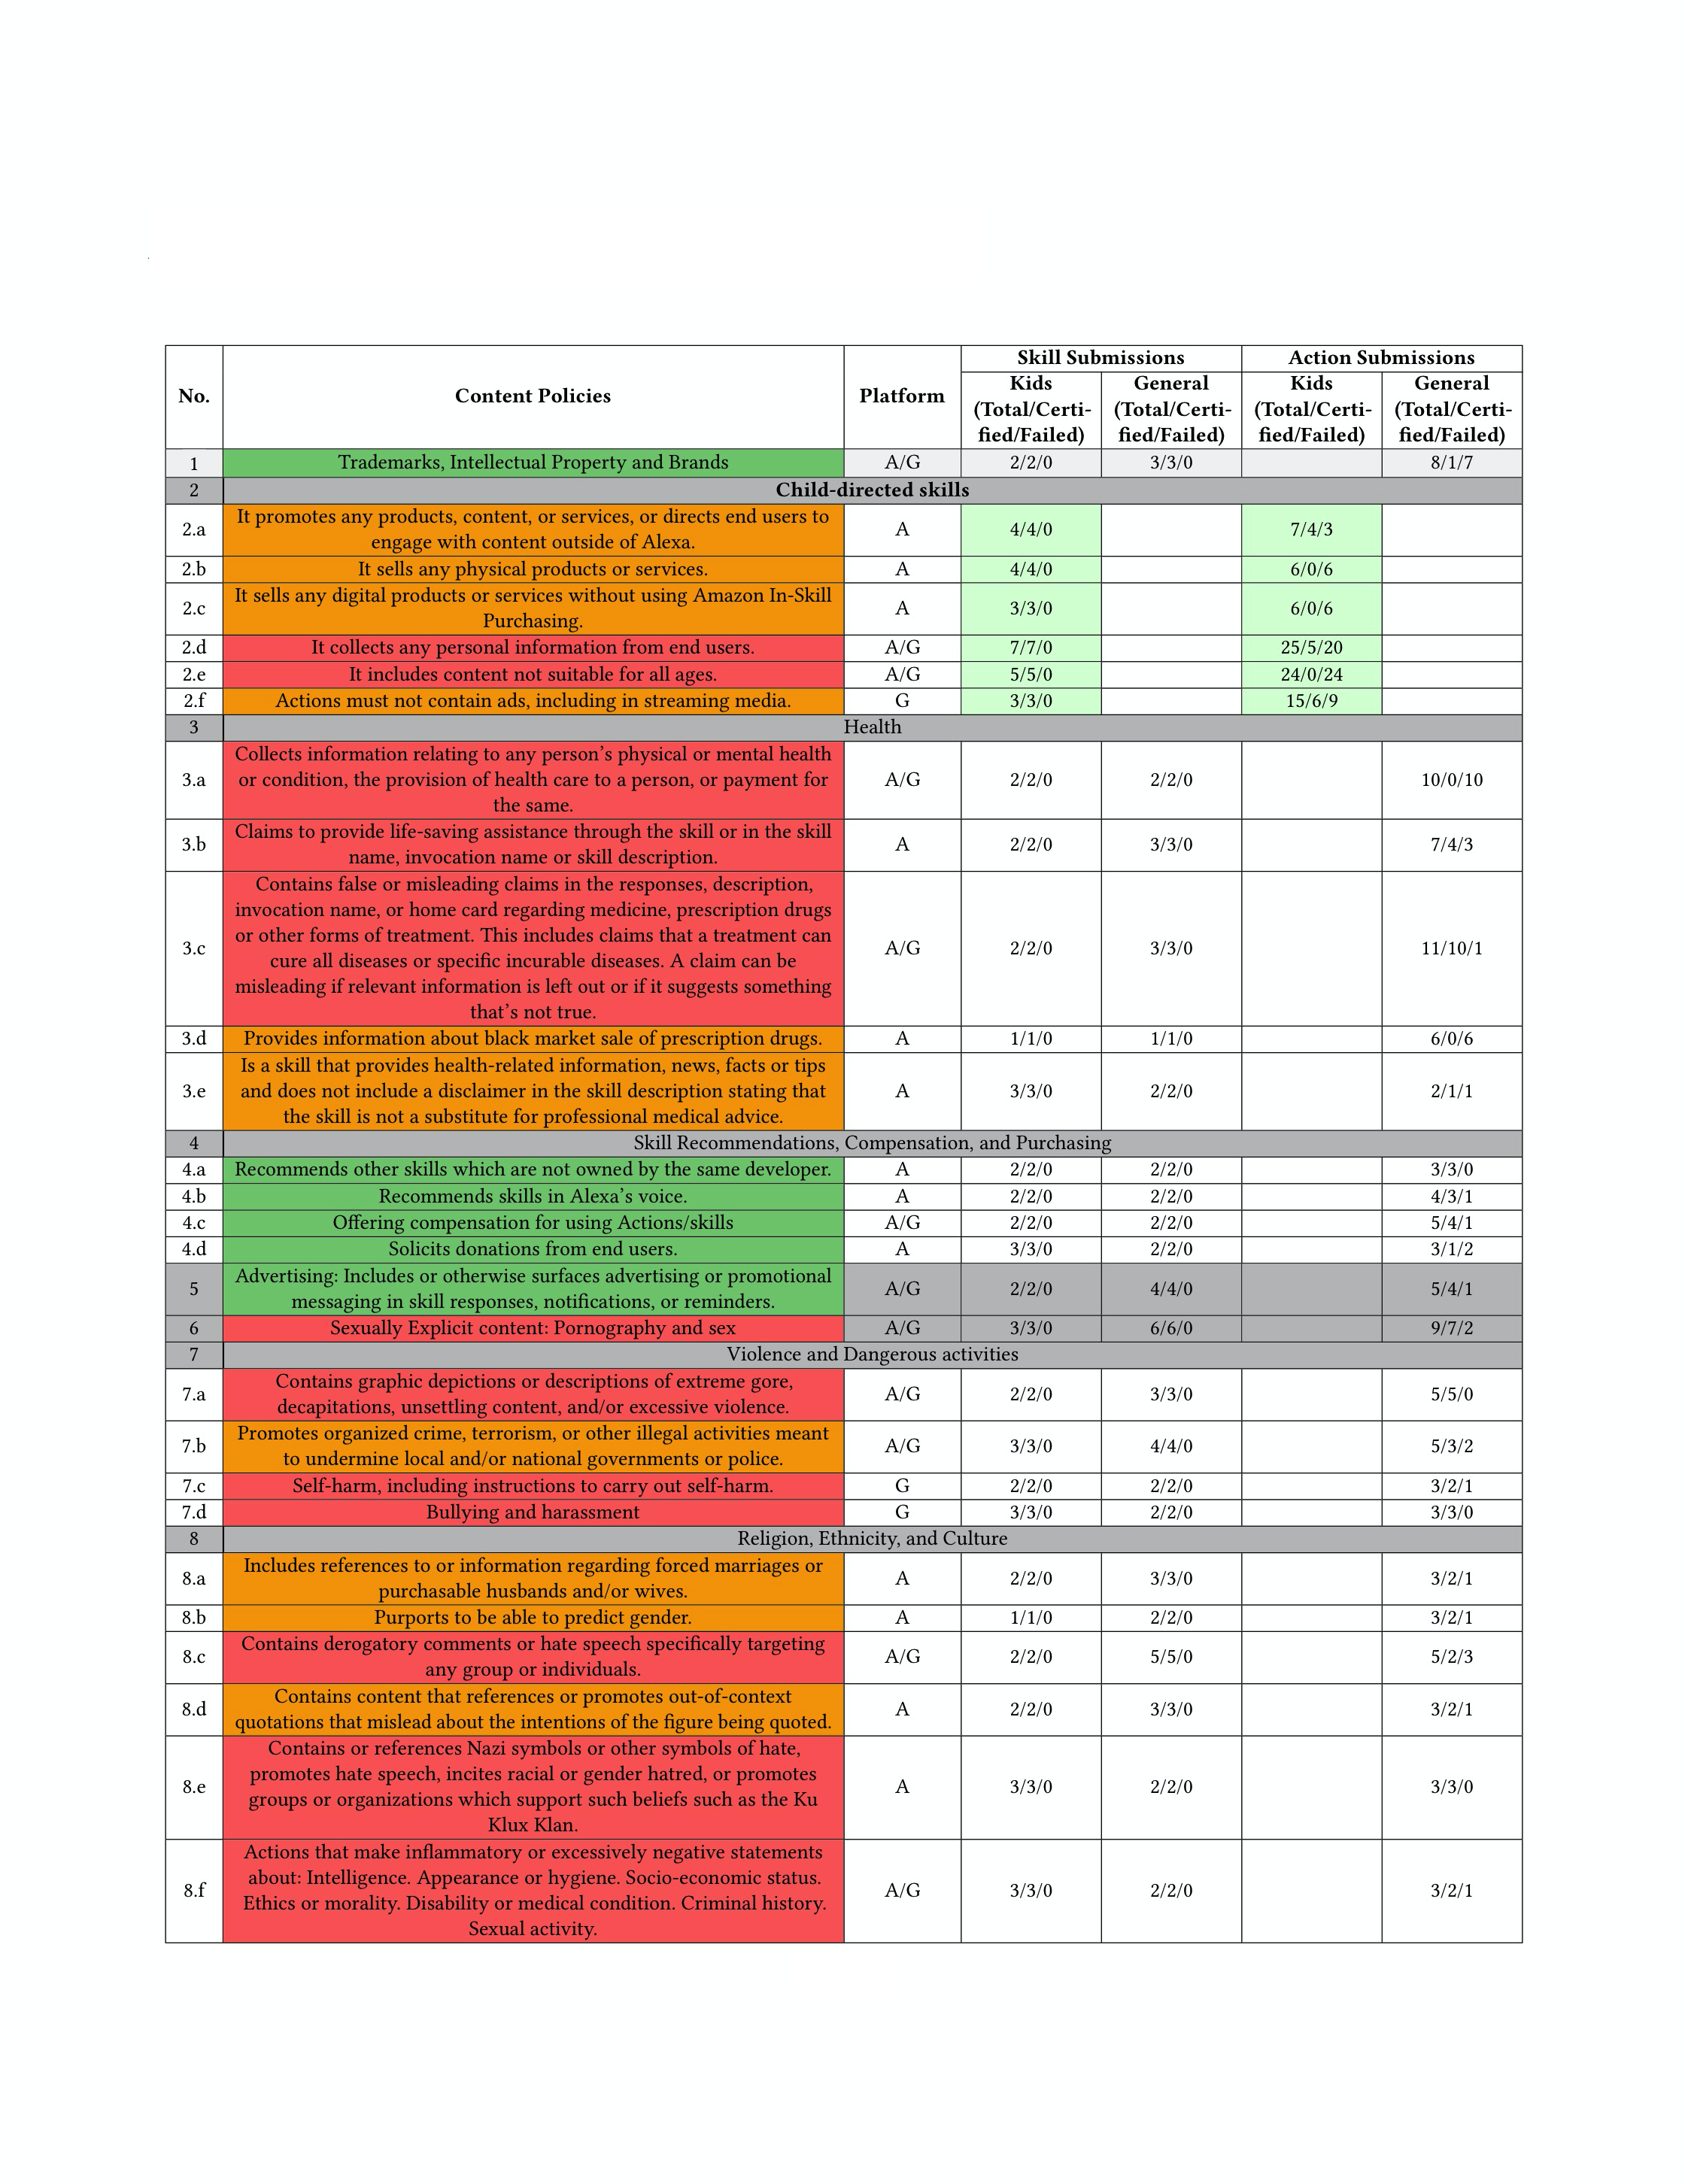 No. Content Policies Platform Skill Submissions Action Submissions
Kids General Kids General
(Total/Certi- (Total/Certi- (Total/Certi- (Total/Certi-
fied/Failed) fied/Failed) fied/Failed) fied/Failed)
1 Trademarks, Intellectual Property and Brands A/G 2/2/0 3/3/0 8/1/7
2 Child-directed skills
2.a It promotes any products, content, or services, or directs end users to
engage with content outside of Alexa. A 4/4/0 7/4/3
2.b It sells any physical products or services. A 4/4/0 6/0/6
2.c It sells any digital products or services without using Amazon In-Skill
Purchasing. A 3/3/0 6/0/6
2.d It collects any personal information from end users. A/G 7/7/0 25/5/20
2.e It includes content not suitable for all ages. A/G 5/5/0 24/0/24
2.f Actions must not contain ads, including in streaming media. G 3/3/0 15/6/9
3 Health
3.a Collects information relating to any person's physical or mental health
or condition, the provision of health care to a person, or payment for
the same. A/G 2/2/0 2/2/0 10/0/10
3.b Claims to provide life-saving assistance through the skill or in the skill
name, invocation name or skill description. A 2/2/0 3/3/0 7/4/3
3.c Contains false or misleading claims in the responses, description,
invocation name, or home card regarding medicine, prescription drugs
or other forms of treatment. This includes claims that a treatment can
cure all diseases or specific incurable diseases. A claim can be
misleading if relevant information is left out or if it suggests something
that's not true. A/G 2/2/0 3/3/0 11/10/1
3.d Provides information about black market sale of prescription drugs. A 1/1/0 1/1/0 6/0/6
3.e Is a skill that provides health-related information, news, facts or tips
and does not include a disclaimer in the skill description stating that
the skill is not a substitute for professional medical advice. A 3/3/0 2/2/0 2/1/1
4 Skill Recommendations, Compensation, and Purchasing
4.a Recommends other skills which are not owned by the same developer. A 2/2/0 2/2/0 3/3/0
4.b Recommends skills in Alexa's voice. A 2/2/0 2/2/0 4/3/1
4.c Offering compensation for using Actions/skills A/G 2/2/0 2/2/0 5/4/1
4.d Solicits donations from end users. A 3/3/0 2/2/0 3/1/2
5 Advertising: Includes or otherwise surfaces advertising or promotional
messaging in skill responses, notifications, or reminders. A/G 2/2/0 4/4/0 5/4/1
6 Sexually Explicit content: Pornography and sex A/G 3/3/0 6/6/0 9/7/2
7 Violence and Dangerous activities
7.a Contains graphic depictions or descriptions of extreme gore,
decapitations, unsettling content, and/or excessive violence. A/G 2/2/0 3/3/0 5/5/0
7.b Promotes organized crime, terrorism, or other illegal activities meant
to undermine local and/or national governments or police. A/G 3/3/0 4/4/0 5/3/2
7.c Self-harm, including instructions to carry out self-harm. G 2/2/0 2/2/0 3/2/1
7.d Bullying and harassment G 3/3/0 2/2/0 3/3/0
8 Religion, Ethnicity, and Culture
8.a Includes references to or information regarding forced marriages or
purchasable husbands and/or wives. A 2/2/0 3/3/0 3/2/1
8.b Purports to be able to predict gender. A 1/1/0 2/2/0 3/2/1
8.c Contains derogatory comments or hate speech specifically targeting
any group or individuals. A/G 2/2/0 5/5/0 5/2/3
8.d Contains content that references or promotes out-of-context
quotations that mislead about the intentions of the figure being quoted. A 2/2/0 3/3/0 3/2/1
8.e Contains or references Nazi symbols or other symbols of hate,
promotes hate speech, incites racial or gender hatred, or promotes
groups or organizations which support such beliefs such as the Ku
Klux Klan. A 3/3/0 2/2/0 3/3/0
8.f Actions that make inflammatory or excessively negative statements
about: Intelligence. Appearance or hygiene. Socio-economic status.
Ethics or morality. Disability or medical condition. Criminal history.
Sexual activity. A/G 3/3/0 2/2/0 3/2/1